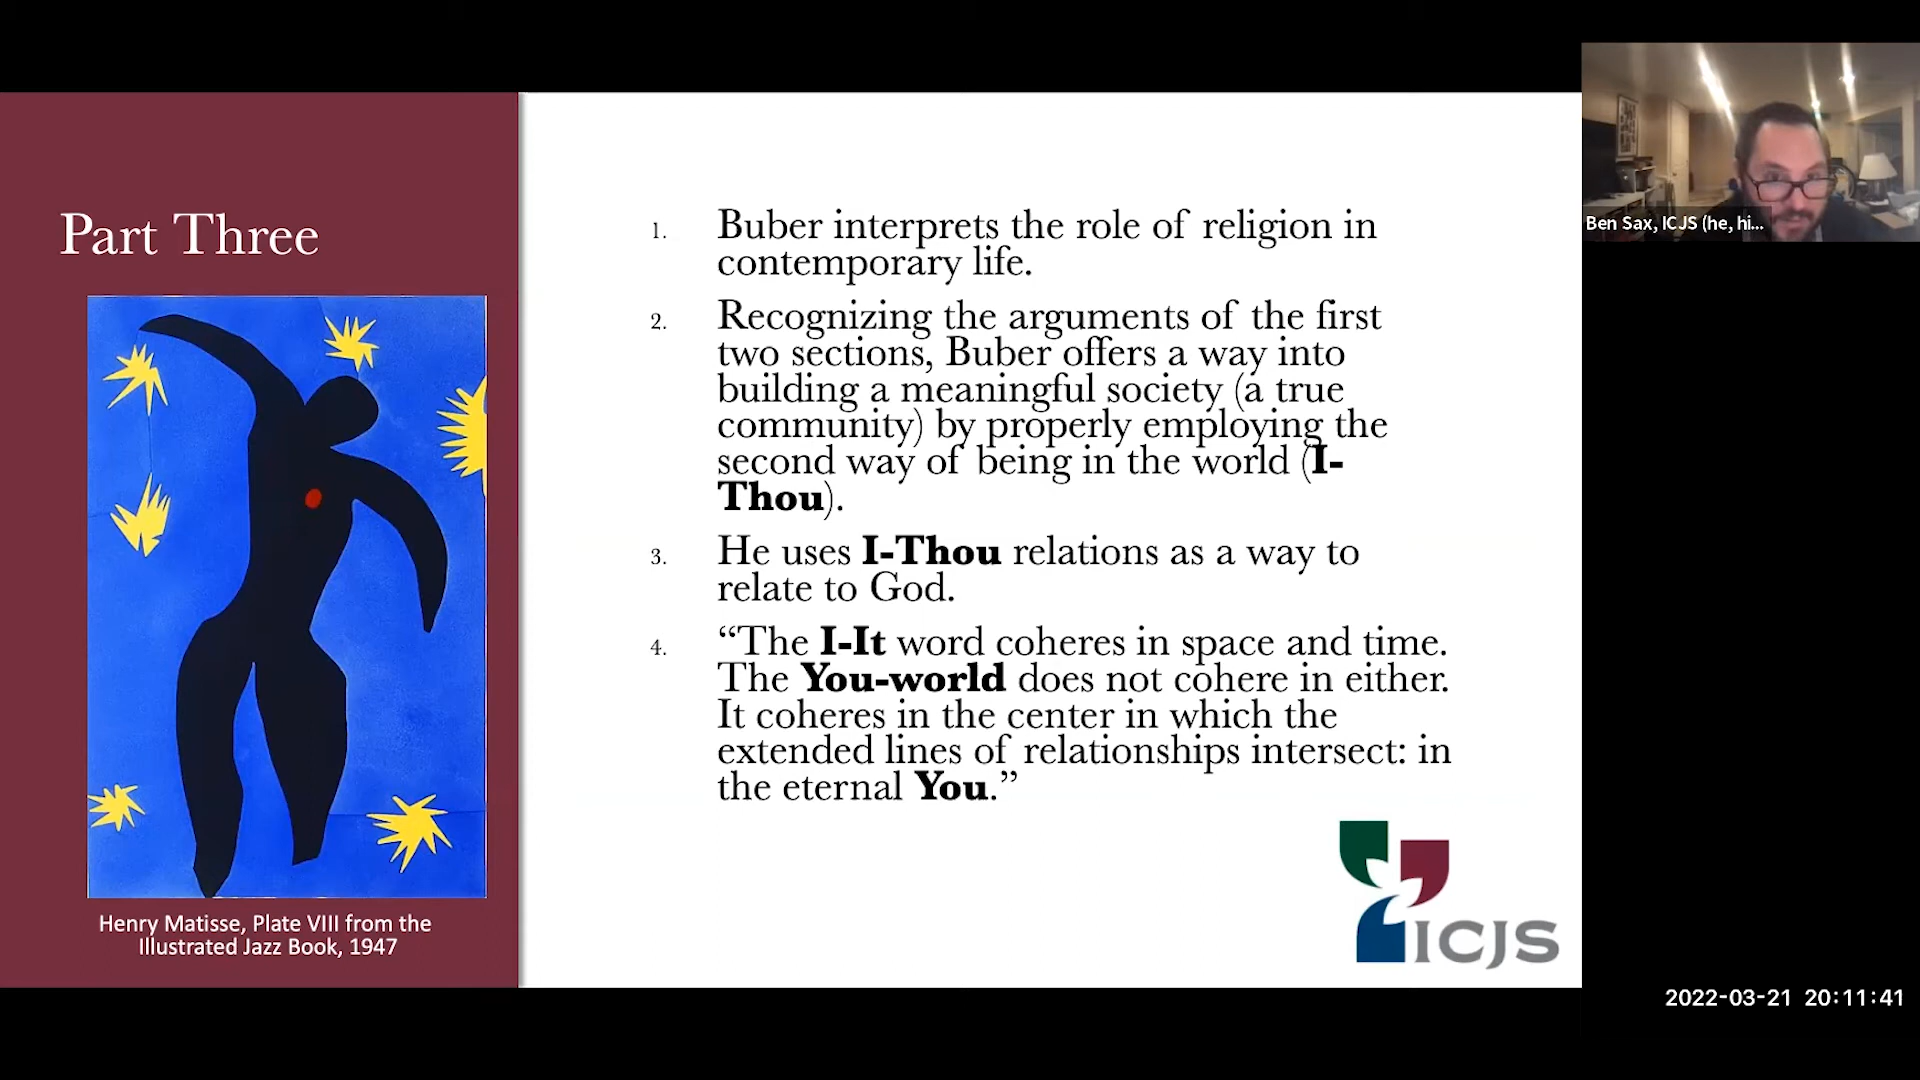 Part Three
Henry Matisse, Plate VIII from the
Illustrated Jazz Book, 1947
1. Buber interprets the role of religion in
contemporary life.
2. Recognizing the arguments of the first
two sections, Buber offers a way into
building a meaningful society (a true
community) by properly employing the
second way of being in the world (I-
Thou).
3. He uses I-Thou relations as a way to
relate to God.
4. “The I-It word coheres in space and time.
The You-world does not cohere in either.
It coheres in the center in which the
extended lines of relationships intersect: in
the eternal You.”
ICJS
Ben Sax, ICJS (he, hi...
2022-03-21 20:11:41